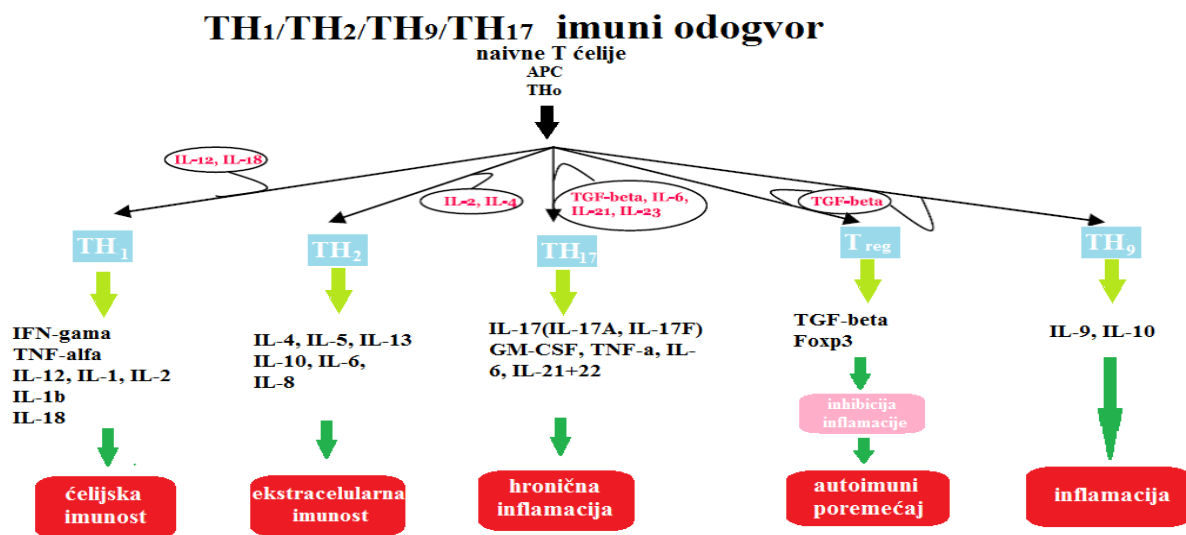 TH1/TH2/TH9/TH17 imuni odogvor
naivne T ćelije
APC
THo
IL-12, IL-18
IL-2, IL-4
TGF-beta, IL-6,
IL-21, IL-23
TGF-beta
TH1
TH2
TH17
T reg
TH9
IFN-gama
TNF-alfa
IL-12, IL-1, IL-2
IL-1b
IL-18
IL-4, IL-5, IL-13
IL-10, IL-6,
IL-8
IL-17(IL-17A, IL-17F)
GM-CSF, TNF-a, IL-
6, IL-21+22
TGF-beta
Foxp3
IL-9, IL-10
inhibicija
inflamacije
ćelijska
imunost
ekstracelularna
imunost
hronična
inflamacija
autoimuni
poremećaj
inflamacija